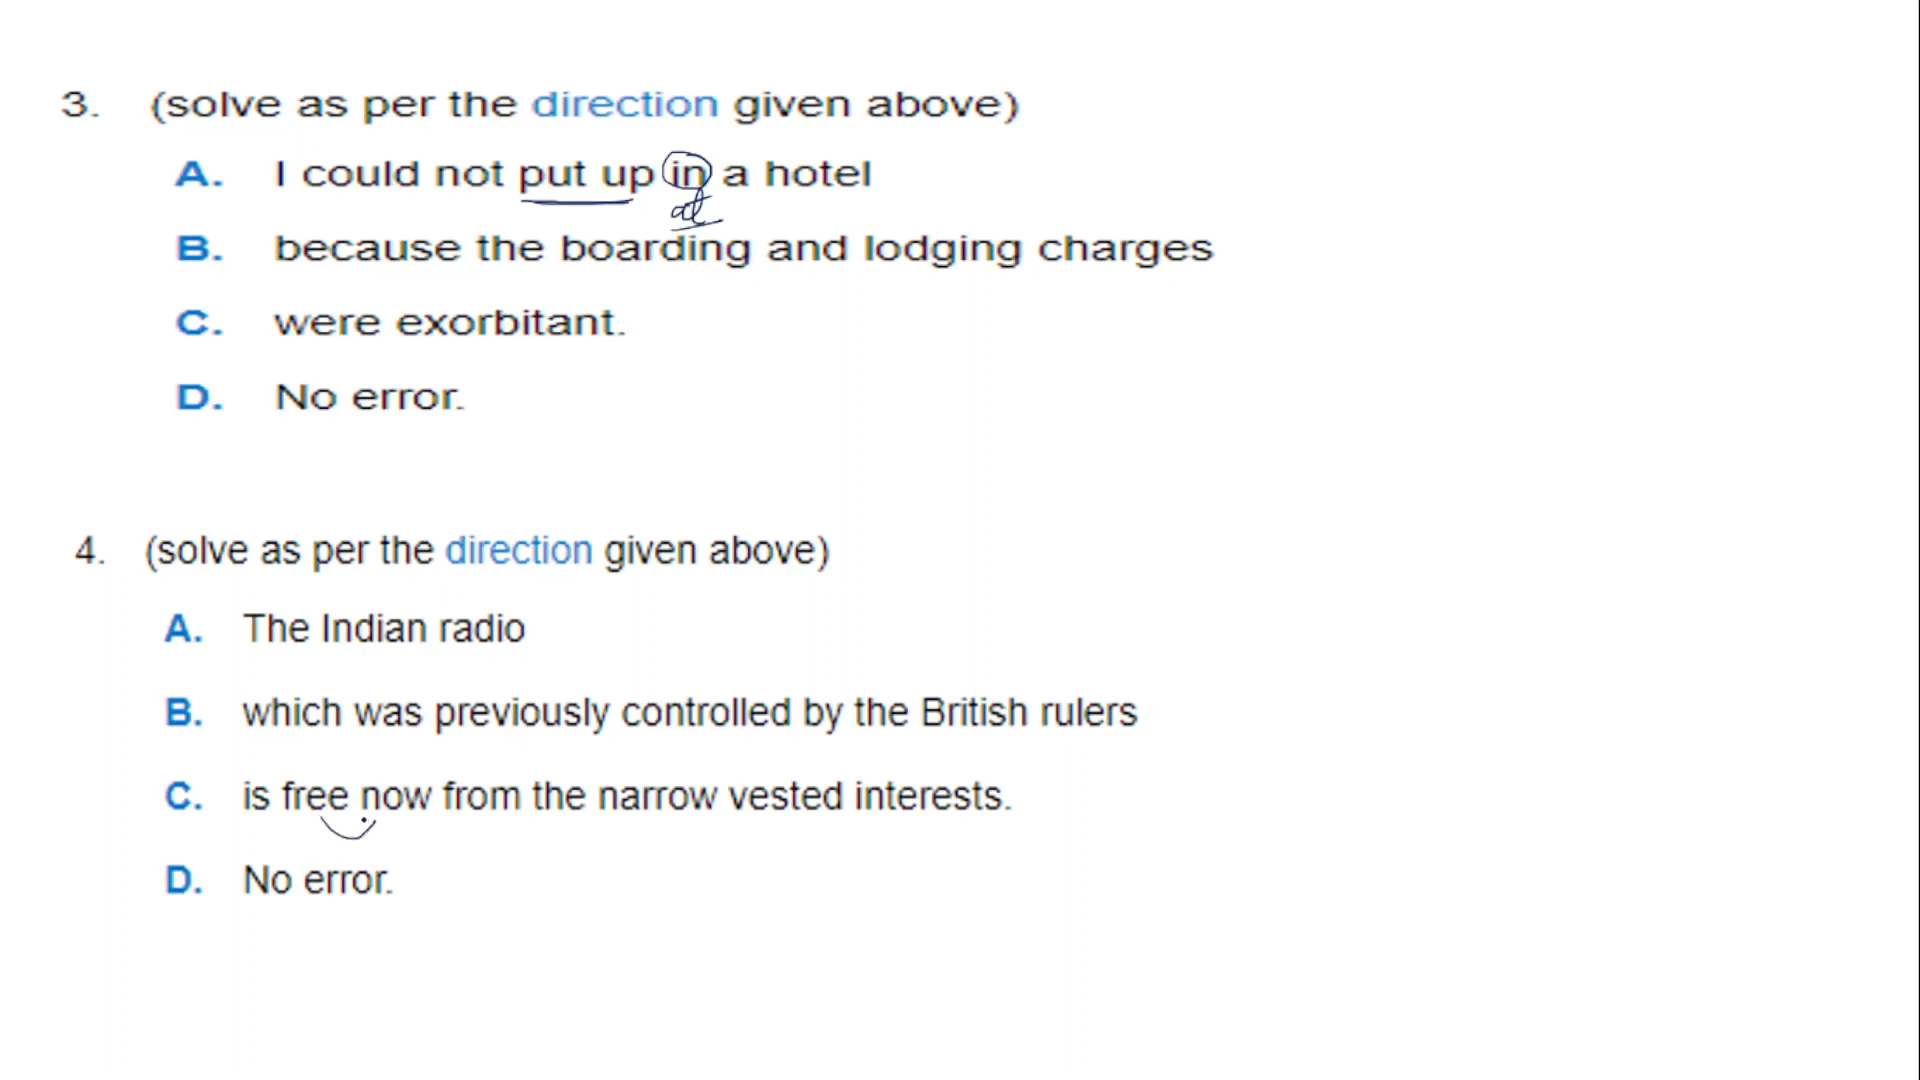 3. (solve as per the direction given above)
A. I could not put up in a hotel
at
B. because the boarding and lodging charges
C. were exorbitant.
D. No error.
4. (solve as per the direction given above)
A. The Indian radio
B. which was previously controlled by the British rulers
C. is free now from the narrow vested interests.
D. No error.